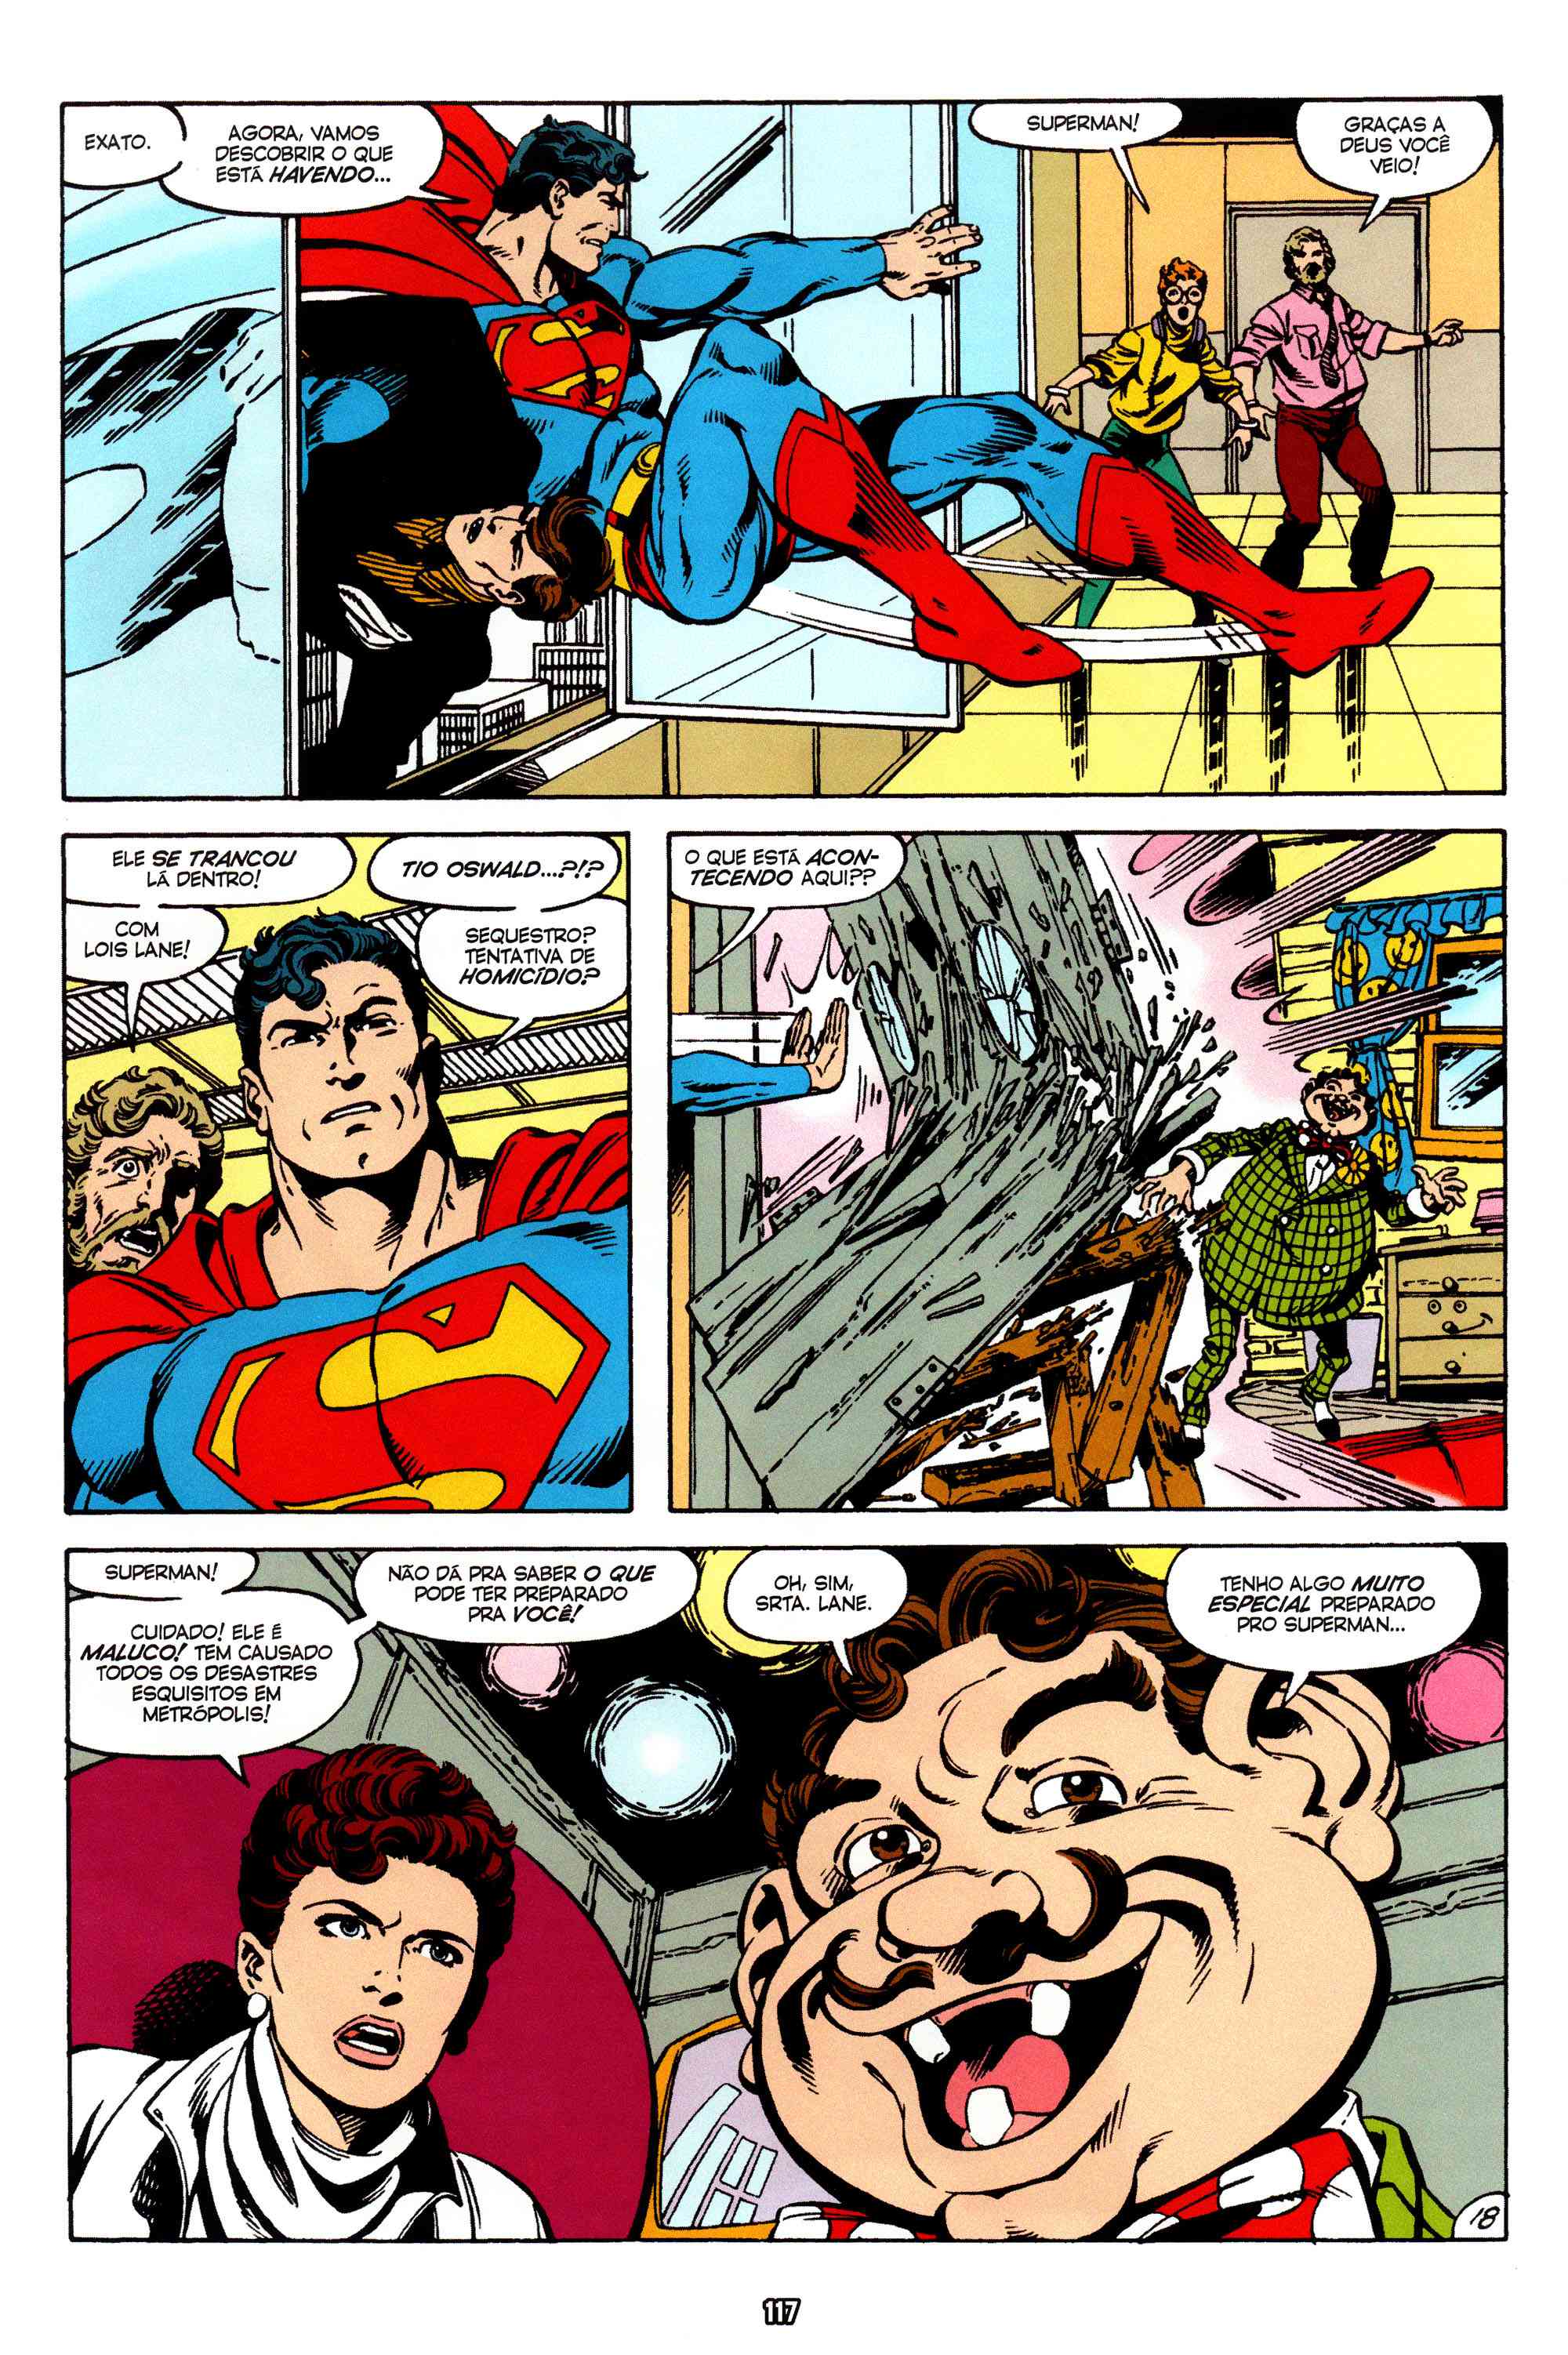 EXATO.
AGORA, VAMOS
DESCOBRIR O QUE
ESTÁ HAVENDO...
SUPERMAN!
GRAÇAS A
DEUS VOCÊ
VEIO!
ELE SE TRANCOU
LÁ DENTRO!
COM
LOIS LANE!
TIO OSWALD...?!?
SEQUESTRO?
TENTATIVA DE
HOMICÍDIO?
O QUE ESTÁ ACON-
TECENDO AQUI??
SUPERMAN!
CUIDADO! ELE É
MALUCO! TEM CAUSADO
TODOS OS DESASTRES
ESQUISITOS EM
METRÓPOLIS!
NÃO DÁ PRA SABER O QUE
PODE TER PREPARADO
PRA VOCÊ!
OH, SIM,
SRTA. LANE.
TENHO ALGO MUITO
ESPECIAL PREPARADO
PRO SUPERMAN...
18
117